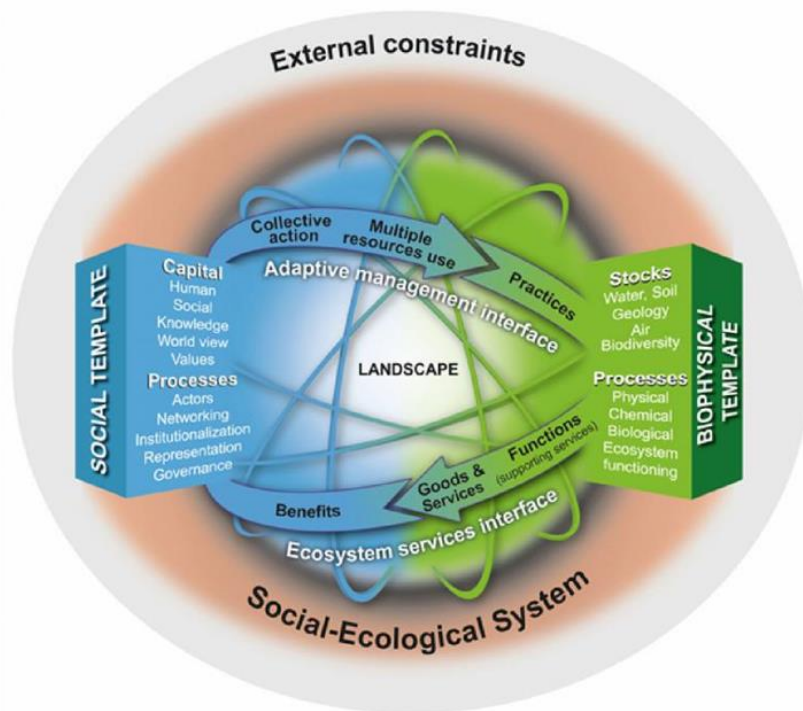 External constraints
SOCIAL TEMPLATE
Capital
Human
Social
Knowledge
World view
Values
Processes
Actors
Networking
Institutionalization
Representation
Governance
Collective
action
Multiple
resources use
Practices
Adaptive management interface
LANDSCAPE
Stocks
Water, Soil
Geology
Air
Biodiversity
Processes
Physical
Chemical
Biological
Ecosystem
functioning
BIOPHYSICAL
TEMPLATE
Functions
(supporting services)
Goods &
Services
Benefits
Ecosystem services interface
Social-Ecological System